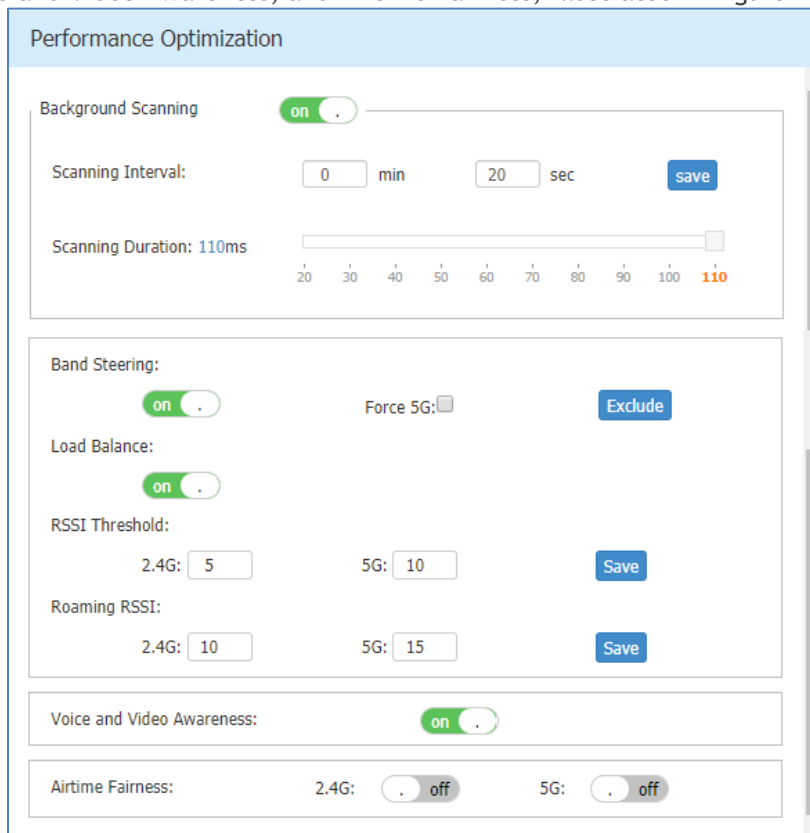 Performance Optimization
Background Scanning on .
Scanning Interval: 0 min 20 sec save
Scanning Duration: 110ms
20 30 40 50 60 70 80 90 100 110
Band Steering:
on . Force 5G: Exclude
Load Balance:
on .
RSSI Threshold:
2.4G: 5 5G: 10 Save
Roaming RSSI:
2.4G: 10 5G: 15 Save
Voice and Video Awareness: on .
Airtime Fairness: 2.4G: . off 5G: . off